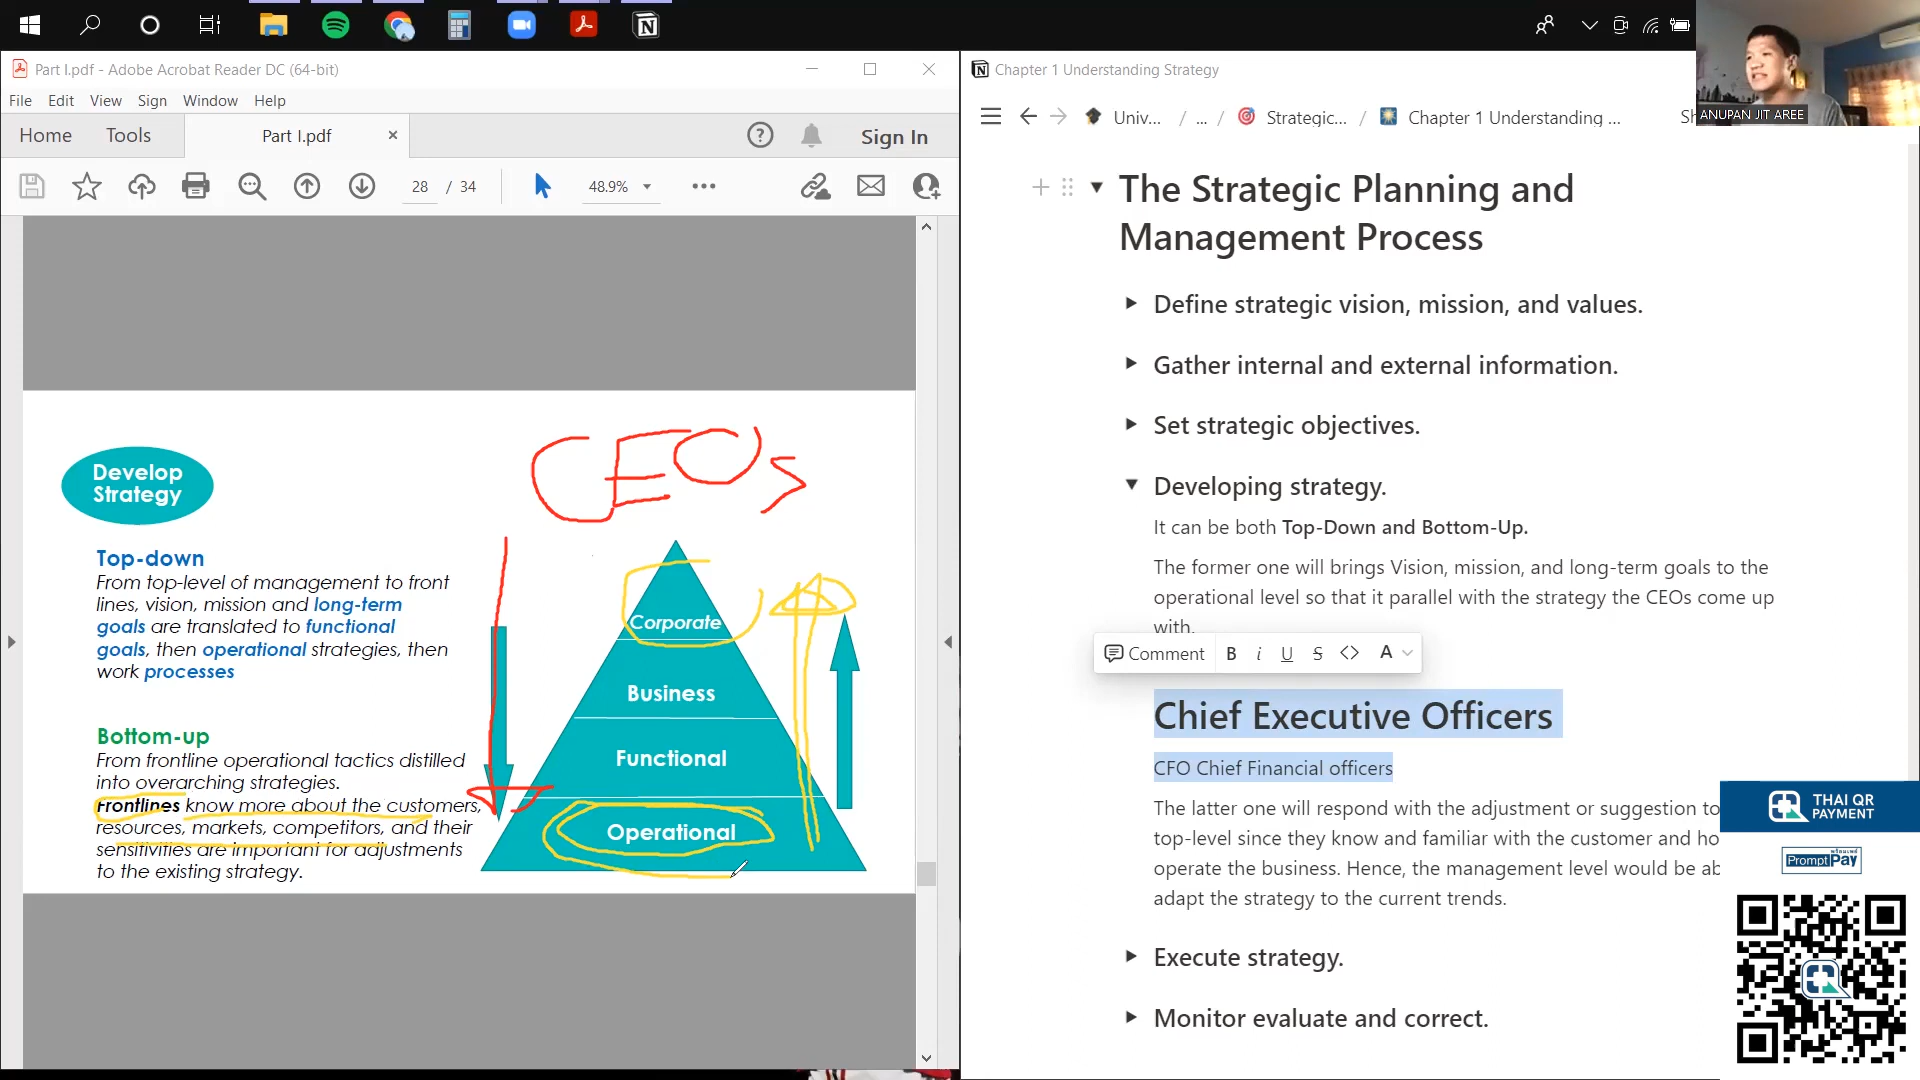 Part I.pdf - Adobe Acrobat Reader DC (64-bit)
File Edit View Sign Window Help
Home Tools Part I.pdf Sign In
28 / 34 48.9%
Develop
Strategy
CEOs
Top-down
From top-level of management to front
lines, vision, mission and long-term
goals are translated to functional
goals, then operational strategies, then
work processes
Bottom-up
From frontline operational tactics distilled
into overarching strategies.
Frontlines know more about the customers,
resources, markets, competitors, and their
sensitivities are important for adjustments
to the existing strategy.
Corporate
Business
Functional
Operational
Chapter 1 Understanding Strategy
Univ... / ... / Strategic... / Chapter 1 Understanding ...
ANUPAN JIT AREE
The Strategic Planning and
Management Process
Define strategic vision, mission, and values.
Gather internal and external information.
Set strategic objectives.
Developing strategy.
It can be both Top-Down and Bottom-Up.
The former one will brings Vision, mission, and long-term goals to the
operational level so that it parallel with the strategy the CEOs come up
with.
Comment B i U S <> A
Chief Executive Officers
CFO Chief Financial officers
The latter one will respond with the adjustment or suggestion to
top-level since they know and familiar with the customer and ho
operate the business. Hence, the management level would be ab
adapt the strategy to the current trends.
Execute strategy.
Monitor evaluate and correct.
THAI QR
PAYMENT
พร้อมเพย์
PromptPay